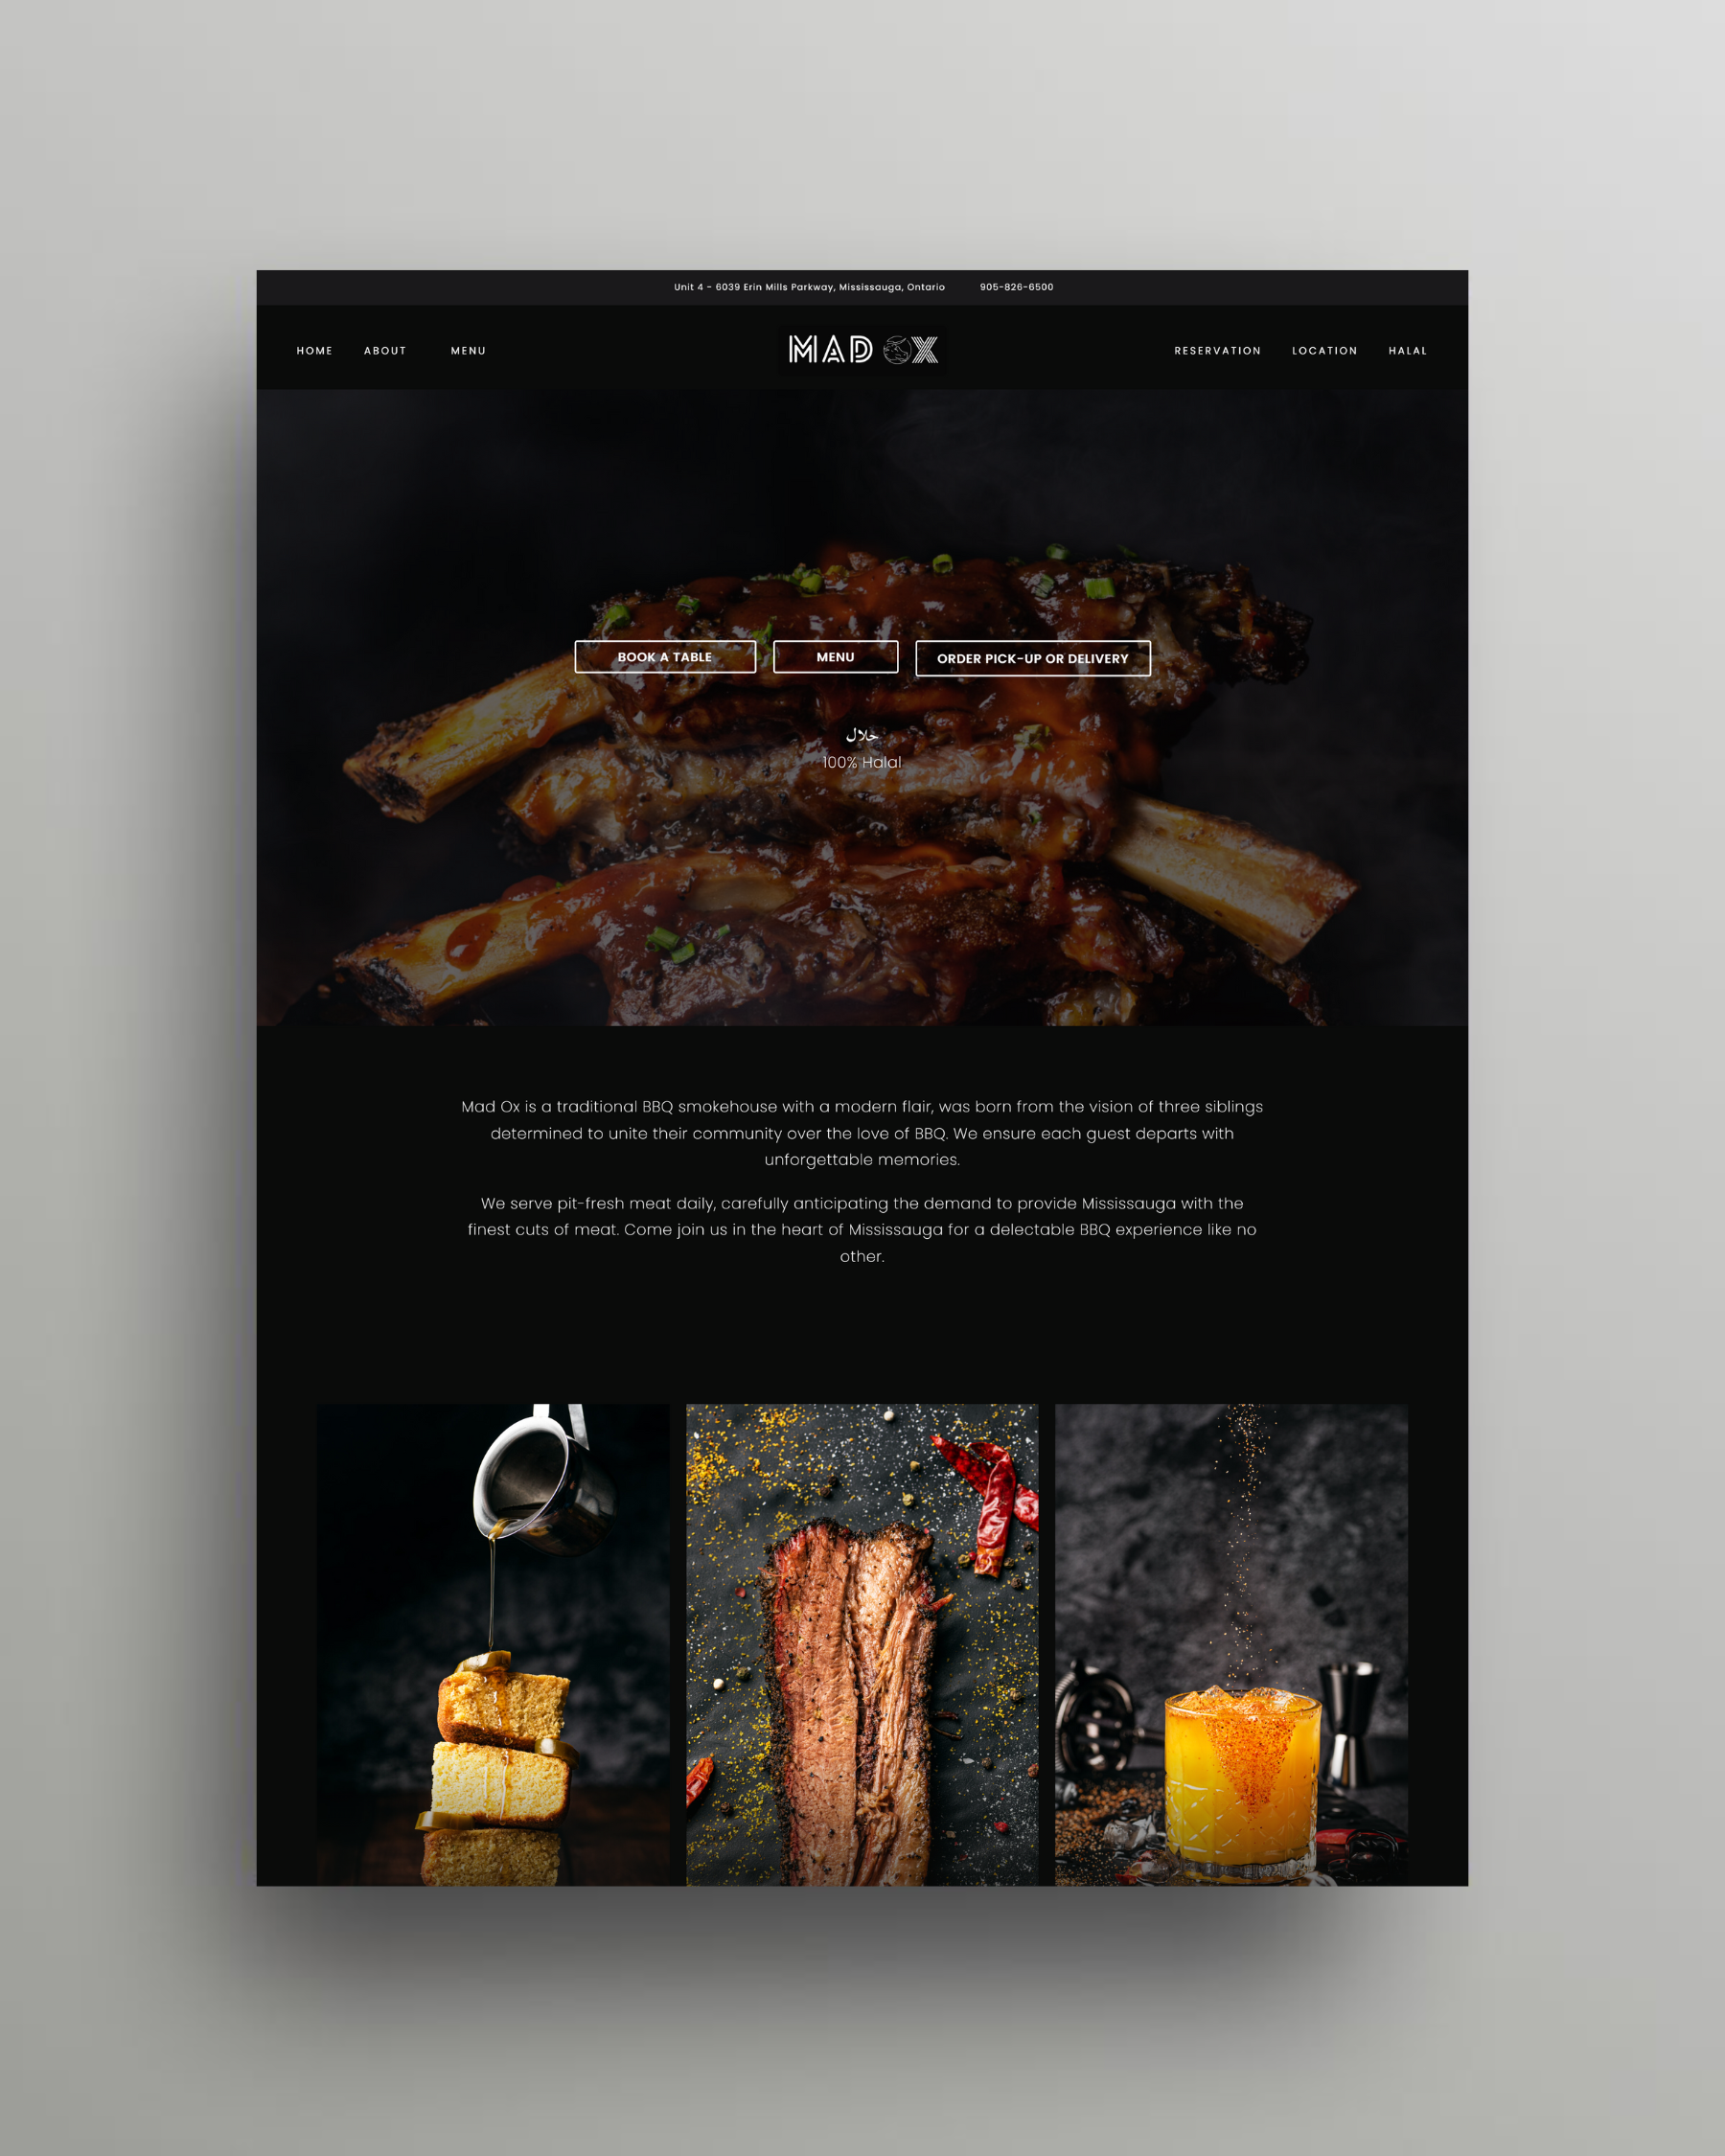 Unit 4 - 6039 Erin Mills Parkway, Mississauga, Ontario 905-826-6500
HOME ABOUT MENU MAD OX RESERVATION LOCATION HALAL
BOOK A TABLE MENU ORDER PICK-UP OR DELIVERY
حلال
100% Halal
Mad Ox is a traditional BBQ smokehouse with a modern flair, was born from the vision of three siblings
determined to unite their community over the love of BBQ. We ensure each guest departs with
unforgettable memories.
We serve pit-fresh meat daily, carefully anticipating the demand to provide Mississauga with the
finest cuts of meat. Come join us in the heart of Mississauga for a delectable BBQ experience like no
other.